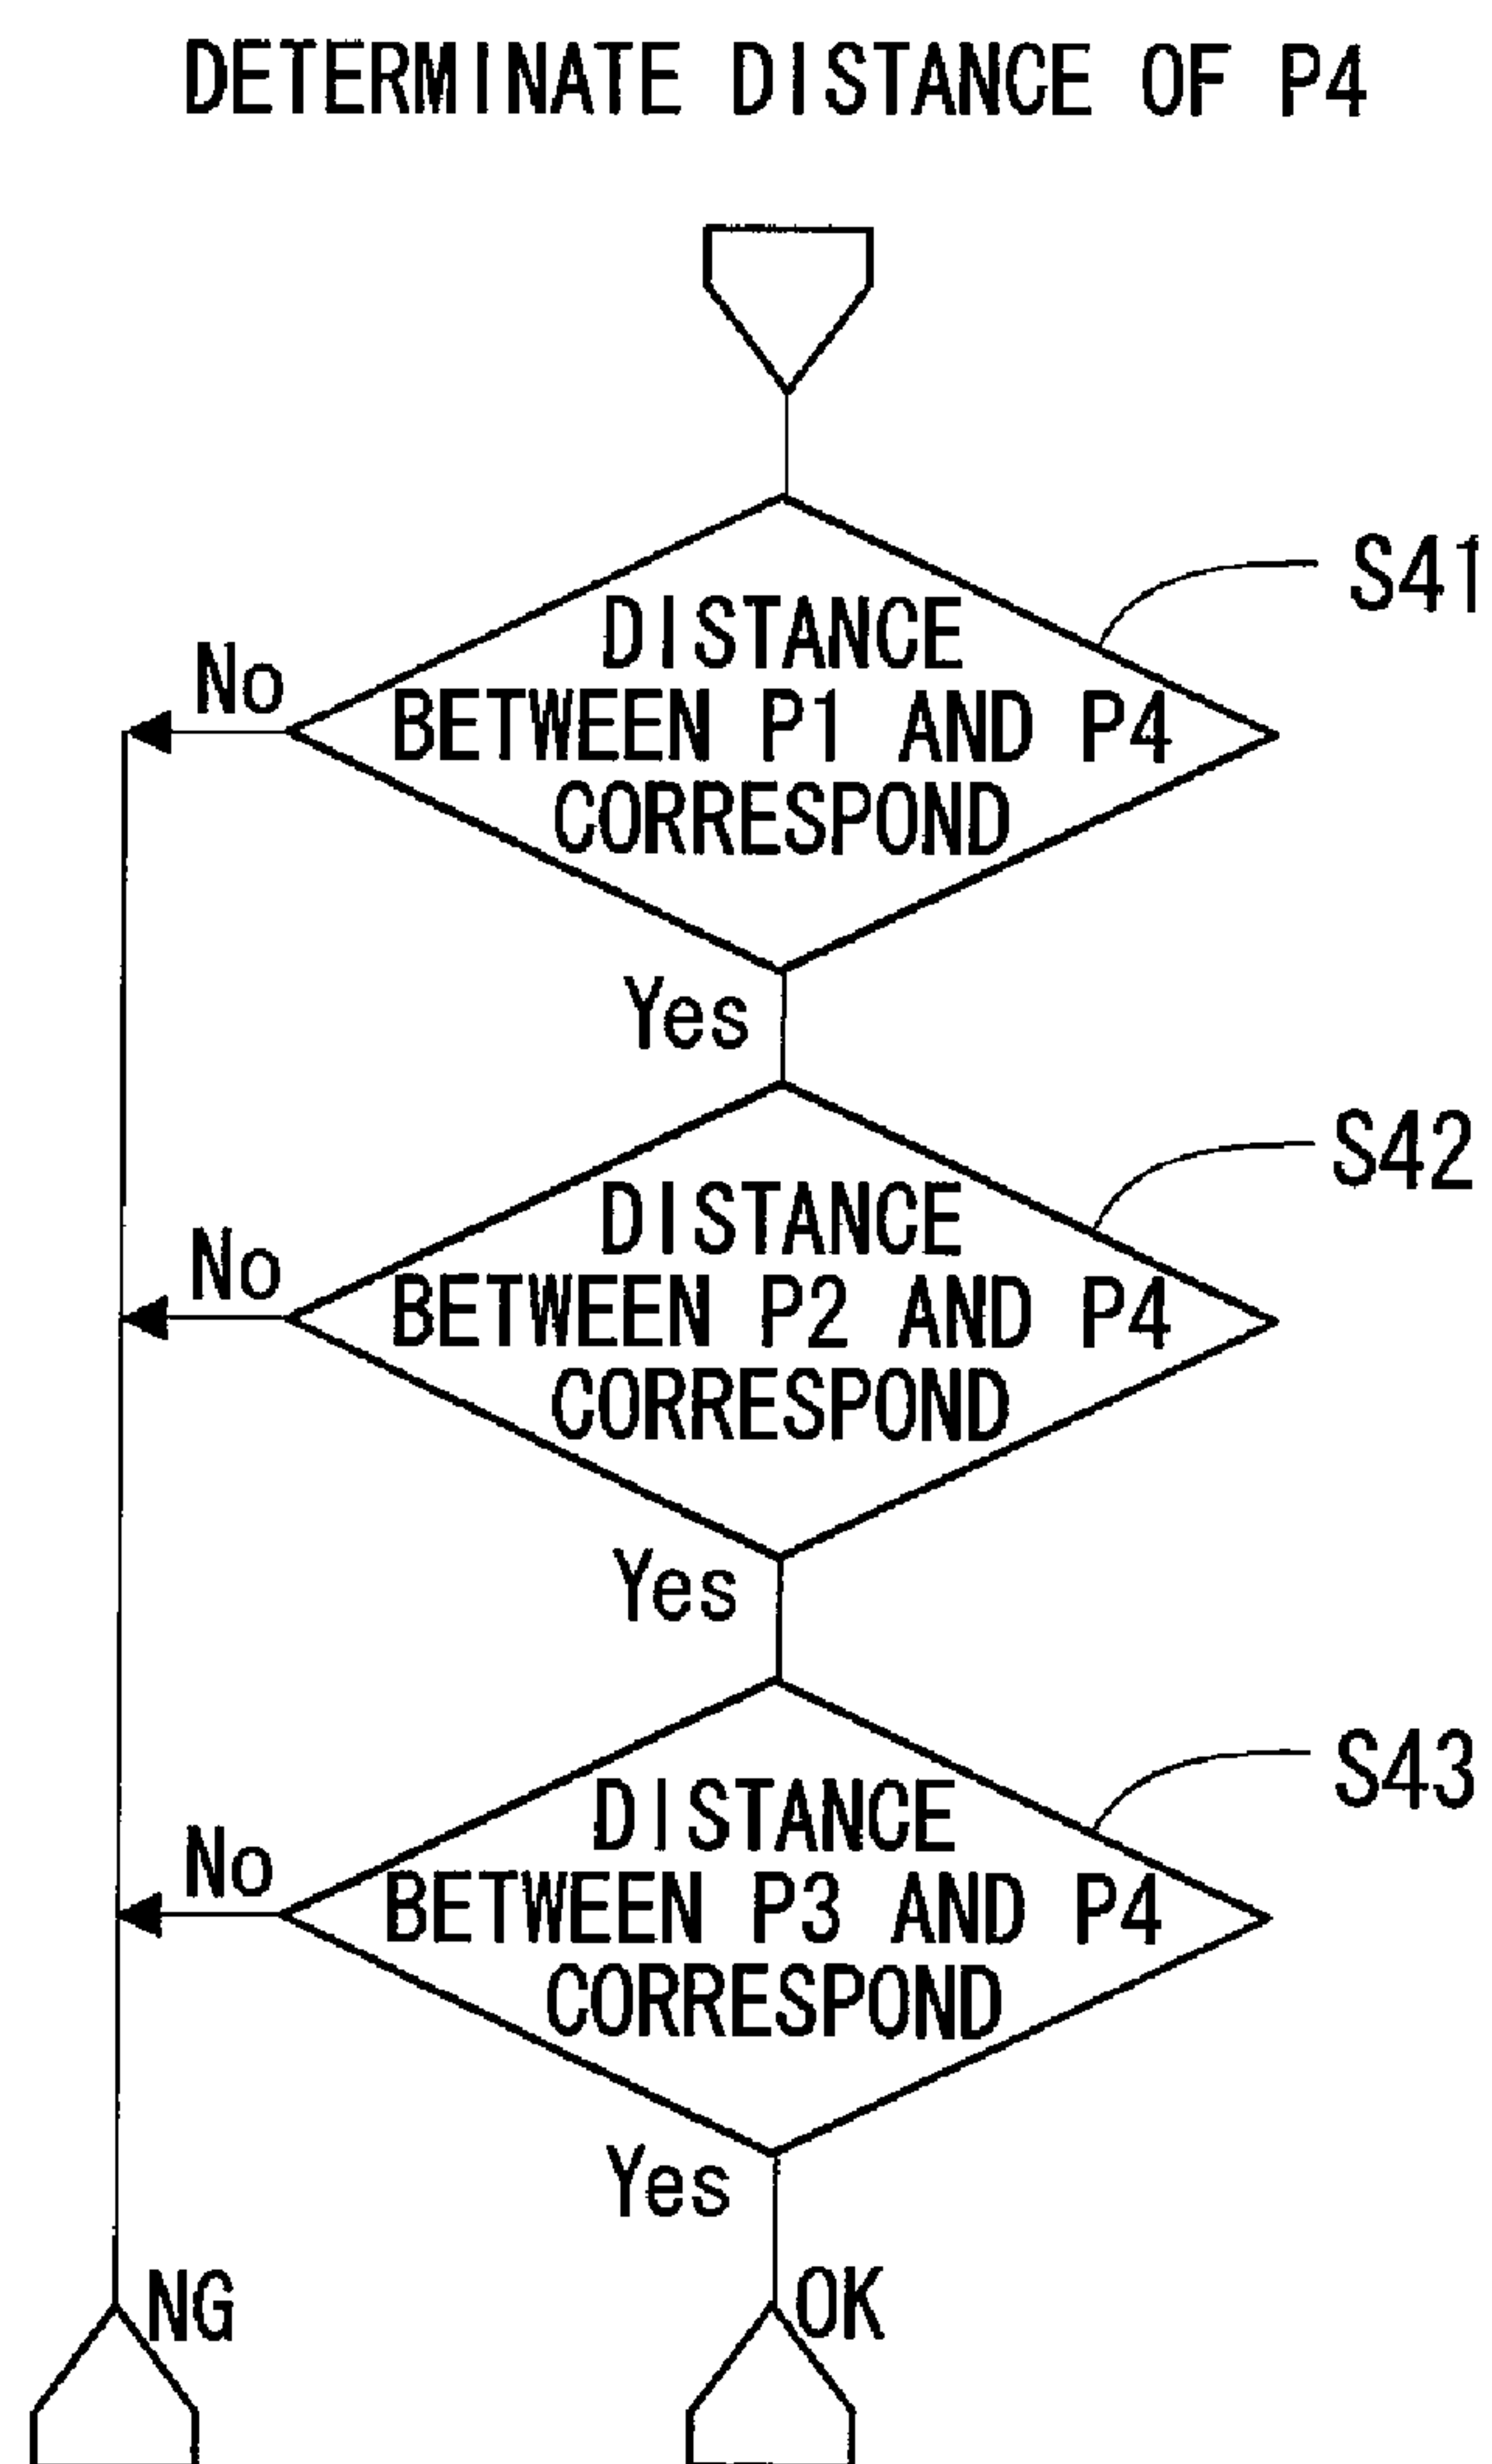 DETERMINATE DISTANCE OF P4
S41
DISTANCE
No
BETWEEN P1 AND P4
CORRESPOND
Yes
S42
DISTANCE
No
BETWEEN P2 AND P4
CORRESPOND
Yes
S43
DISTANCE
No
BETWEEN P3 AND P4
CORRESPOND
Yes
NG
OK